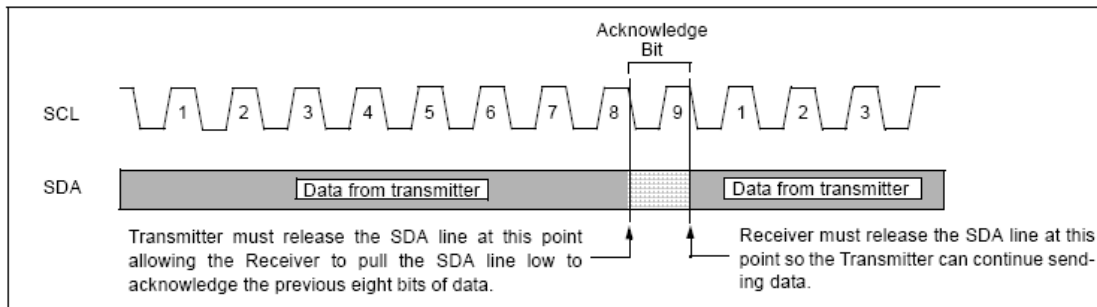 Acknowledge
Bit
SCL 1 2 3 4 5 6 7 8 9 1 2 3
SDA Data from transmitter Data from transmitter
Transmitter must release the SDA line at this point
allowing the Receiver to pull the SDA line low to
acknowledge the previous eight bits of data.
Receiver must release the SDA line at this
point so the Transmitter can continue send-
ing data.